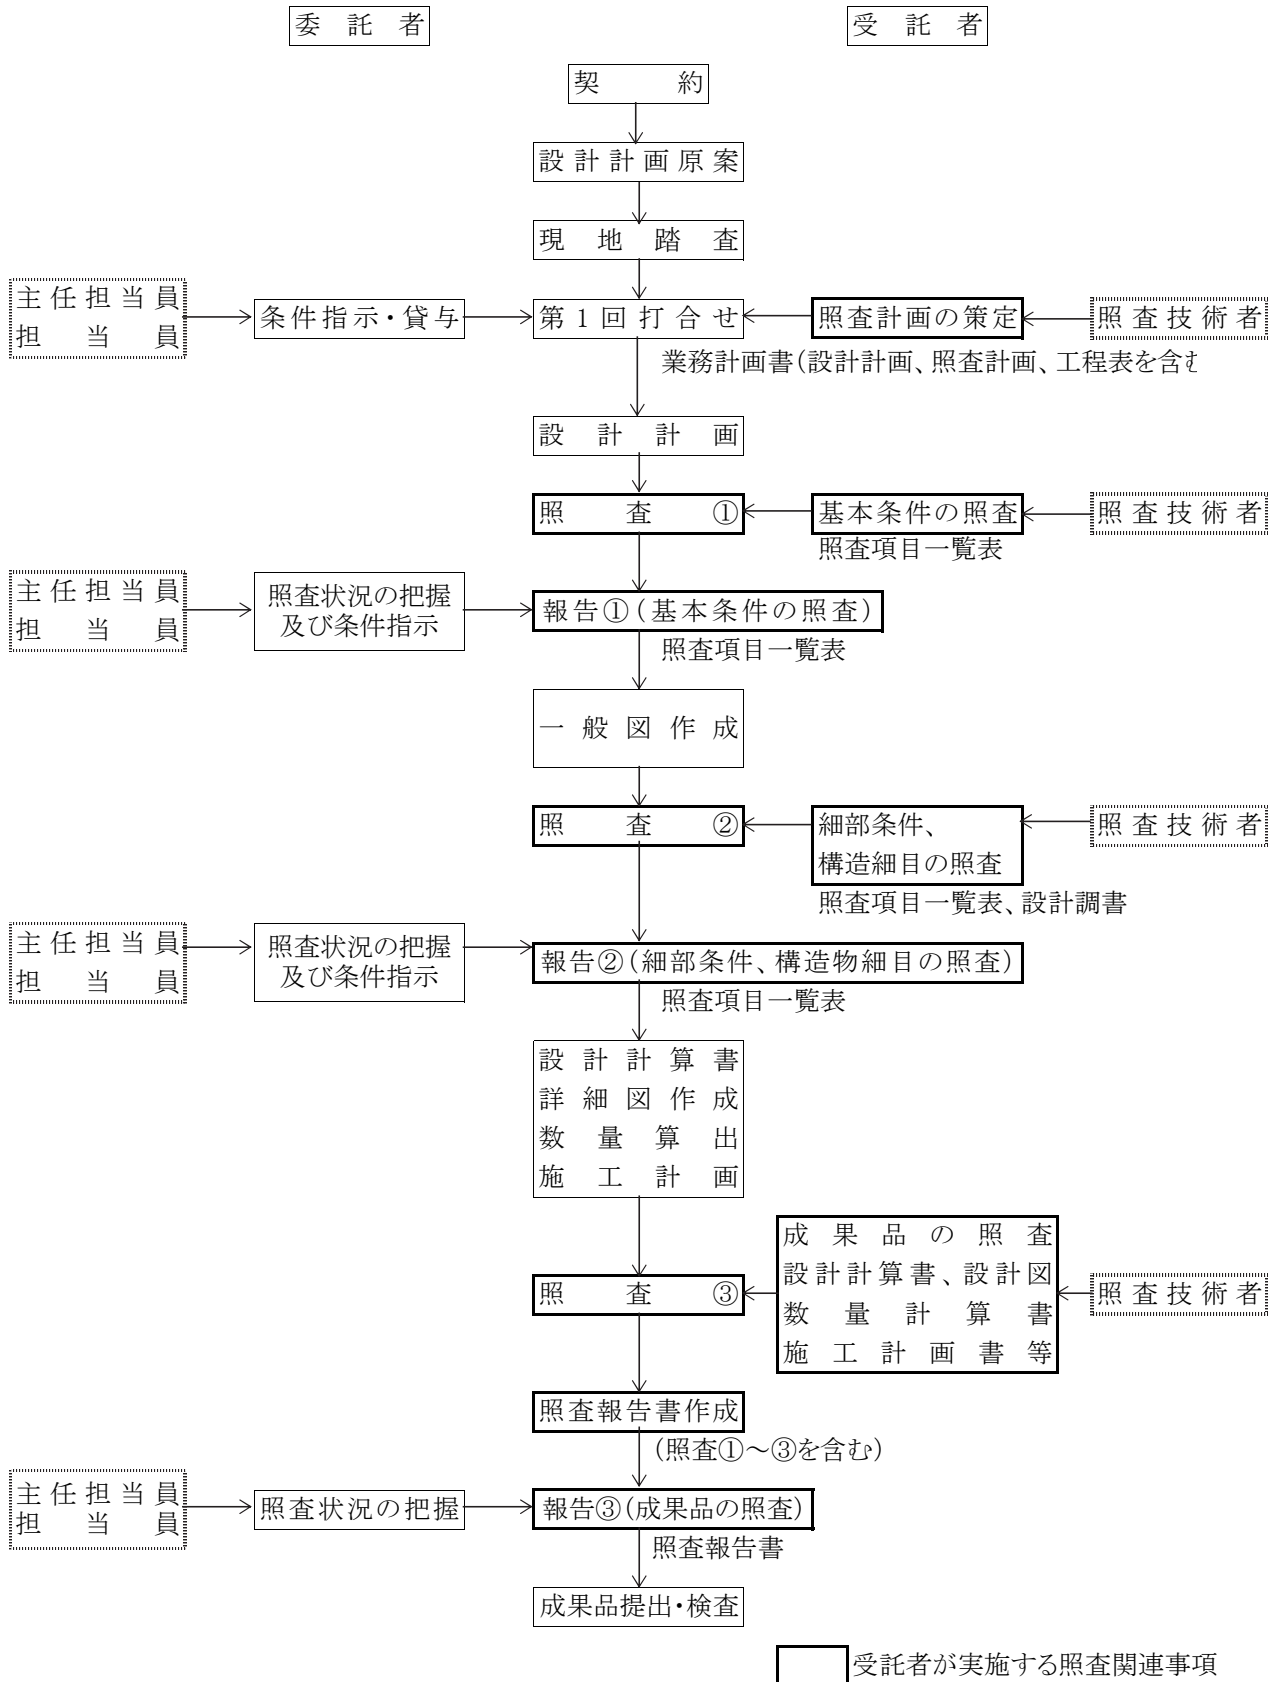 委託者
受託者
契約
設計計画原案
現地踏査
主任担当員
担当員
条件指示・貸与
第1回打合せ
照査計画の策定
照査技術者
業務計画書(設計計画、照査計画、工程表を含む
設計計画
照査①
基本条件の照査
照査技術者
照査項目一覧表
主任担当員
担当員
照査状況の把握
及び条件指示
報告①(基本条件の照査)
照査項目一覧表
一般図作成
照査②
細部条件、
構造細目の照査
照査技術者
照査項目一覧表、設計調書
主任担当員
担当員
照査状況の把握
及び条件指示
報告②(細部条件、構造物細目の照査)
照査項目一覧表
設計計算書
詳細図作成
数量算出
施工計画
照査③
成果品の照査
設計計算書、設計図
数量計算書
施工計画書等
照査技術者
照査報告書作成
(照査①～③を含む)
主任担当員
担当員
照査状況の把握
報告③(成果品の照査)
照査報告書
成果品提出・検査
受託者が実施する照査関連事項